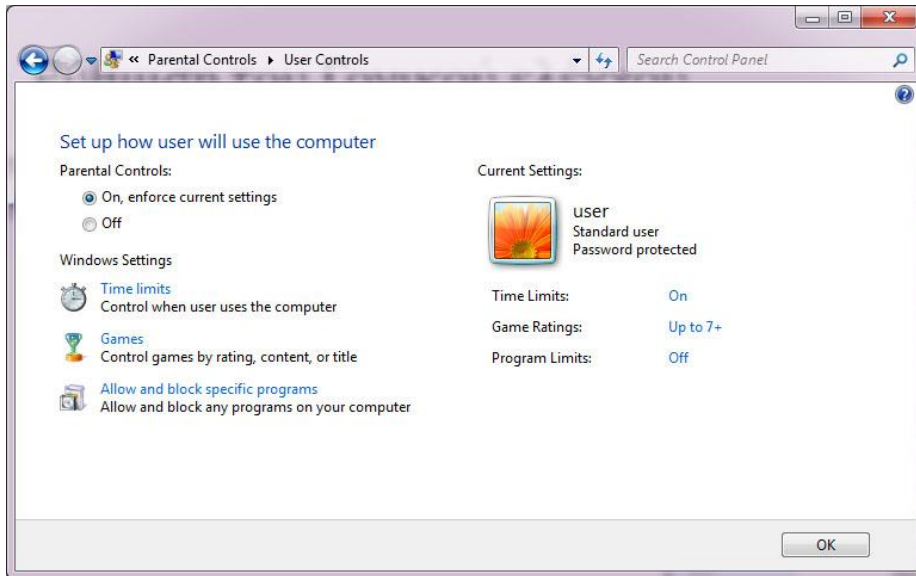 « Parental Controls ▸ User Controls
Search Control Panel
Set up how user will use the computer
Parental Controls:
On, enforce current settings
Off
Windows Settings
Time limits
Control when user uses the computer
Games
Control games by rating, content, or title
Allow and block specific programs
Allow and block any programs on your computer
Current Settings:
user
Standard user
Password protected
Time Limits: On
Game Ratings: Up to 7+
Program Limits: Off
OK